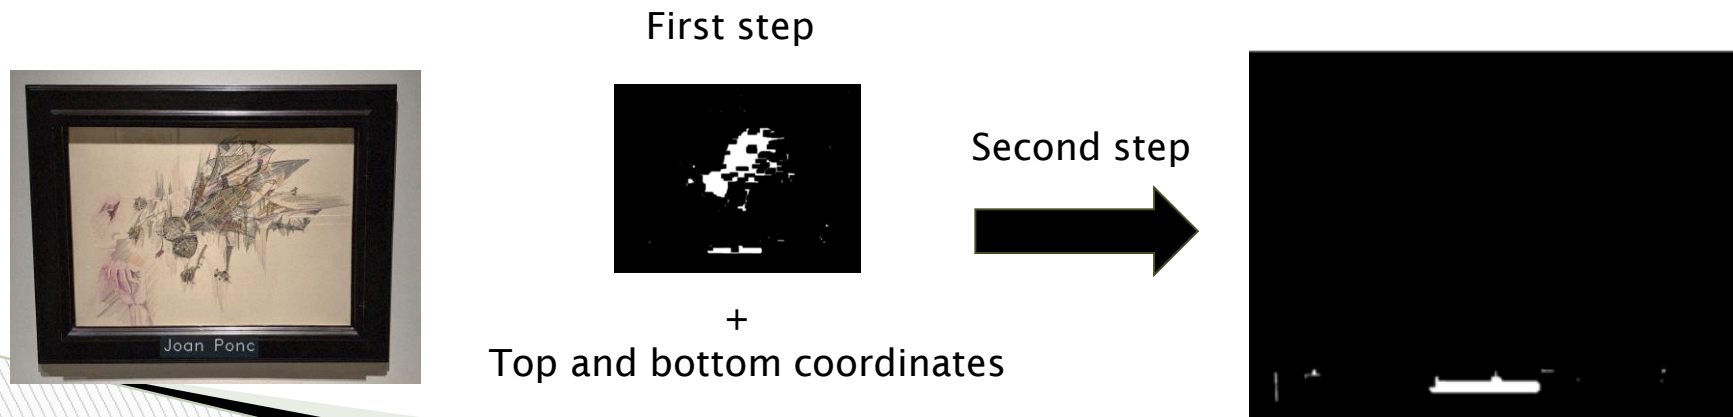 First step
Second step
+
Top and bottom coordinates
Joan Ponc